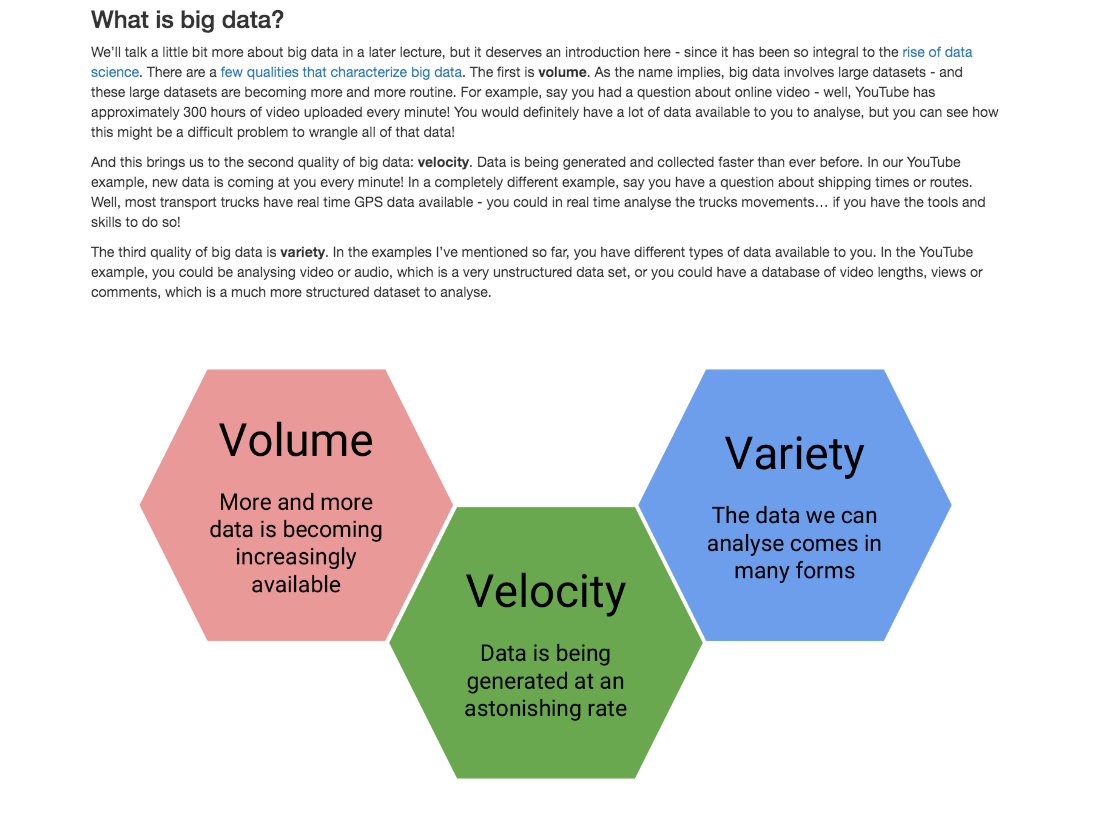 What is big data?
We'll talk a little bit more about big data in a later lecture, but it deserves an introduction here - since it has been so integral to the rise of data
science. There are a few qualities that characterize big data. The first is volume. As the name implies, big data involves large datasets - and
these large datasets are becoming more and more routine. For example, say you had a question about online video - well, YouTube has
approximately 300 hours of video uploaded every minute! You would definitely have a lot of data available to you to analyse, but you can see how
this might be a difficult problem to wrangle all of that data!
And this brings us to the second quality of big data: velocity. Data is being generated and collected faster than ever before. In our YouTube
example, new data is coming at you every minute! In a completely different example, say you have a question about shipping times or routes.
Well, most transport trucks have real time GPS data available - you could in real time analyse the trucks movements… if you have the tools and
skills to do so!
The third quality of big data is variety. In the examples I've mentioned so far, you have different types of data available to you. In the YouTube
example, you could be analysing video or audio, which is a very unstructured data set, or you could have a database of video lengths, views or
comments, which is a much more structured dataset to analyse.
Volume
More and more
data is becoming
increasingly
available
Velocity
Data is being
generated at an
astonishing rate
Variety
The data we can
analyse comes in
many forms